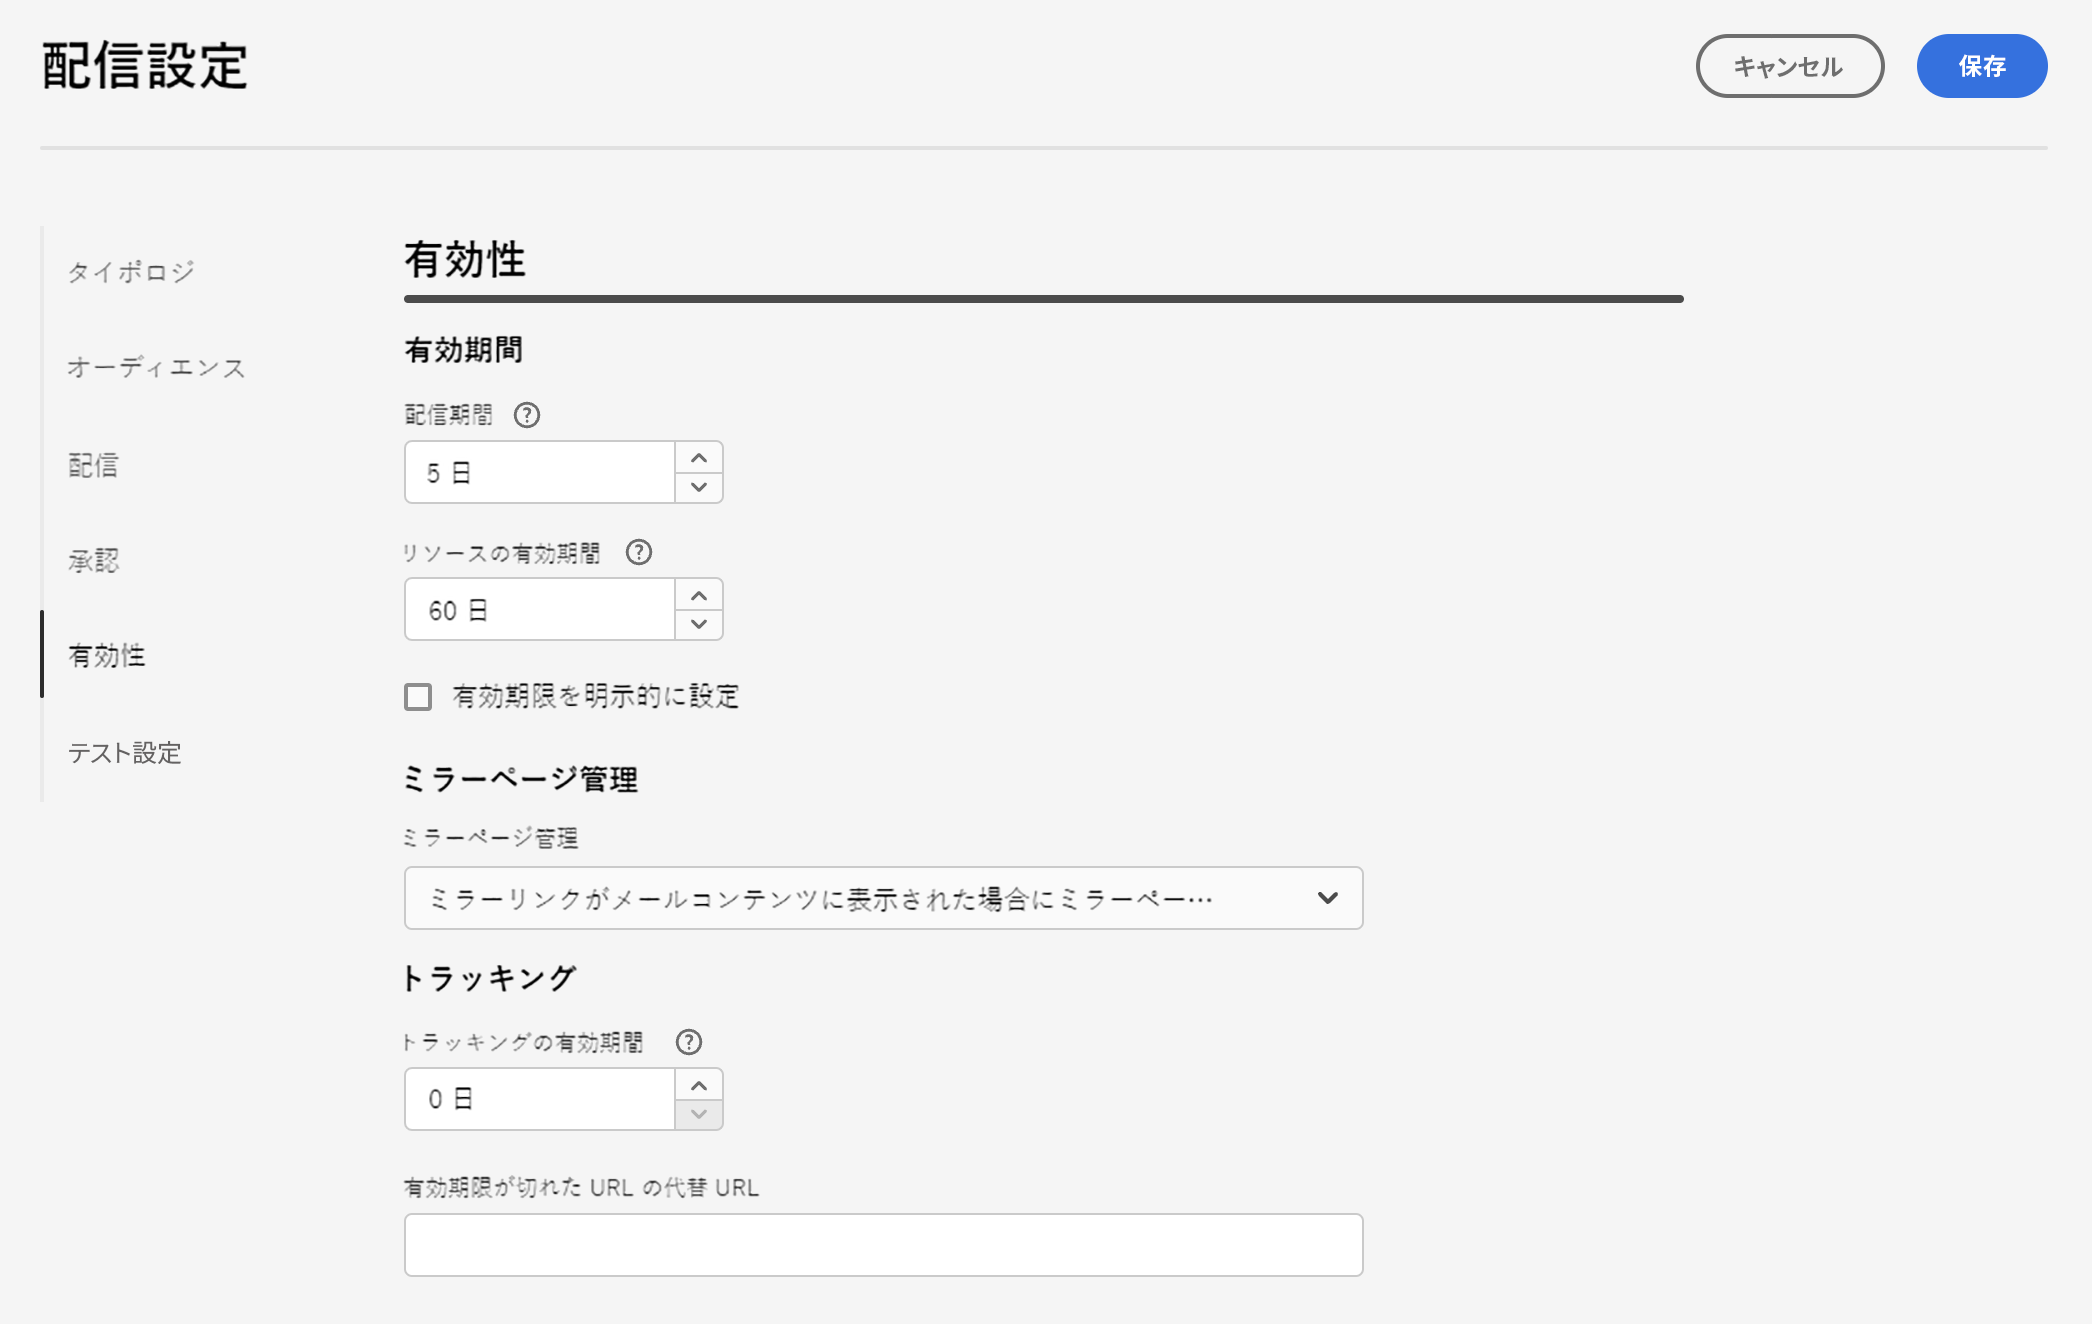 配信設定
キャンセル
保存
タイポロジ
オーディエンス
配信
承認
有効性
テスト設定
有効性
有効期間
配信期間
5 日
リソースの有効期間
60 日
有効期限を明示的に設定
ミラーページ管理
ミラーページ管理
ミラーリンクがメールコンテンツに表示された場合にミラーペー…
トラッキング
トラッキングの有効期間
0 日
有効期限が切れた URL の代替 URL